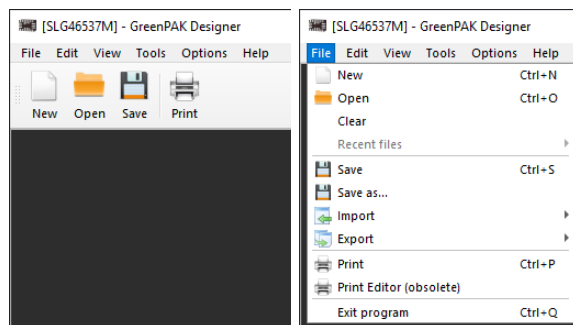 [SLG46537M] - GreenPAK Designer
File Edit View Tools Options Help
New Open Save Print
[SLG46537M] - GreenPAK Designer
File Edit View Tools Options Help
New Ctrl+N
Open Ctrl+O
Clear
Recent files
Save Ctrl+S
Save as...
Import
Export
Print Ctrl+P
Print Editor (obsolete)
Exit program Ctrl+Q